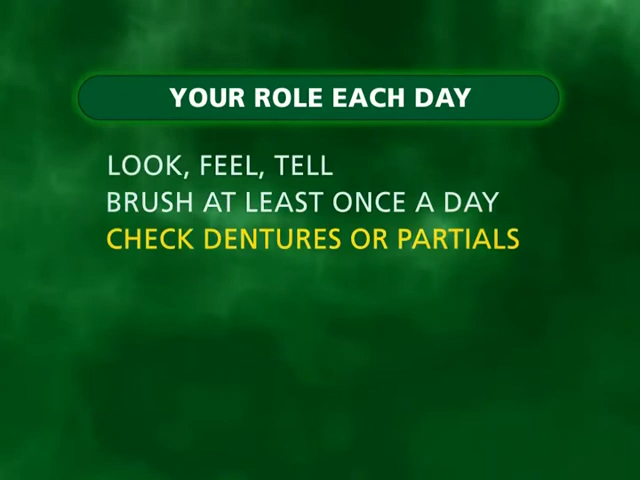 YOUR ROLE EACH DAY
LOOK, FEEL, TELL
BRUSH AT LEAST ONCE A DAY
CHECK DENTURES OR PARTIALS